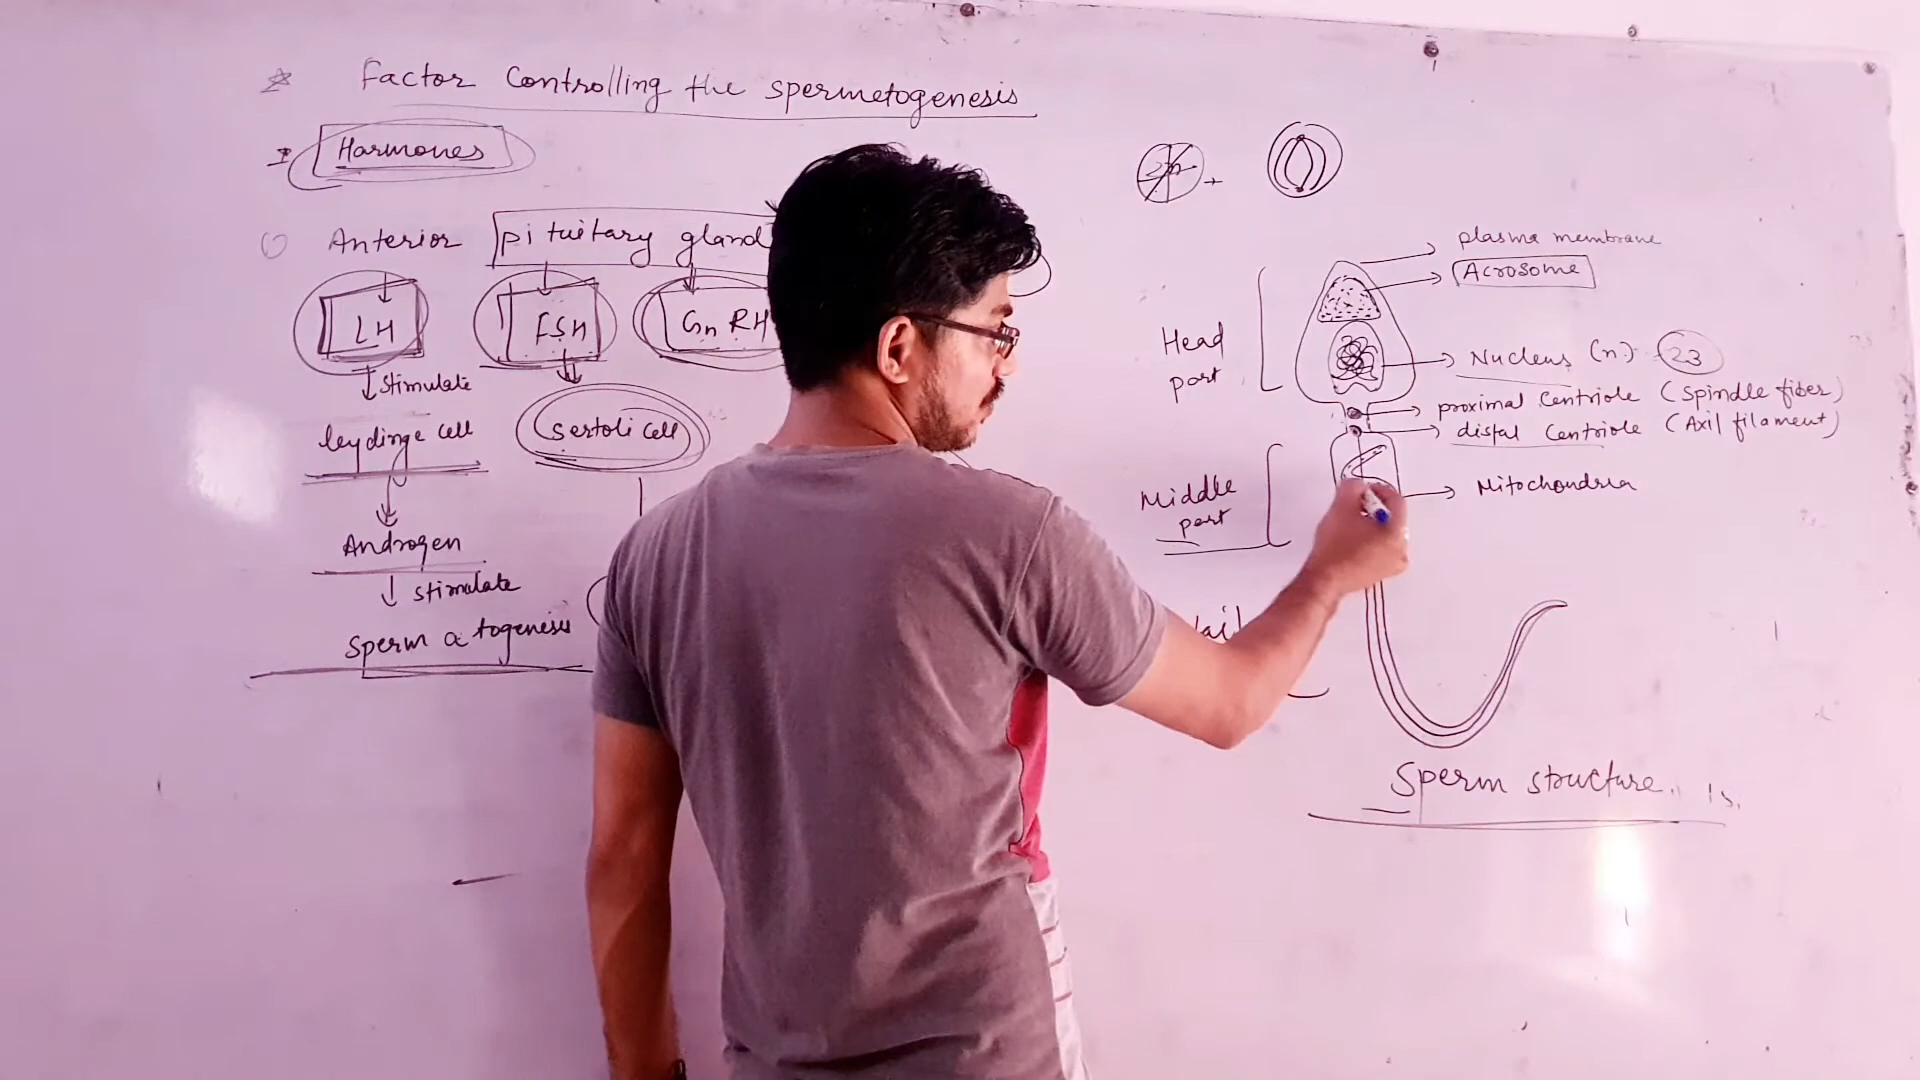 Factor Controlling the spermetogenesis
I Harmones
Anterior pituitary gland
LH FSH GnRH
Stimulate
leydinge cell
Sertoli cell
Androgen
Stimulate
Sperm a togenesis
2n +
plasma membrane
Acrosome
Head part
Nucleus (n) 23
proximal Centriole (Spindle fiber)
distal Centriole (Axil filament)
Middle part
Mitochondria
Sperm structure. is.